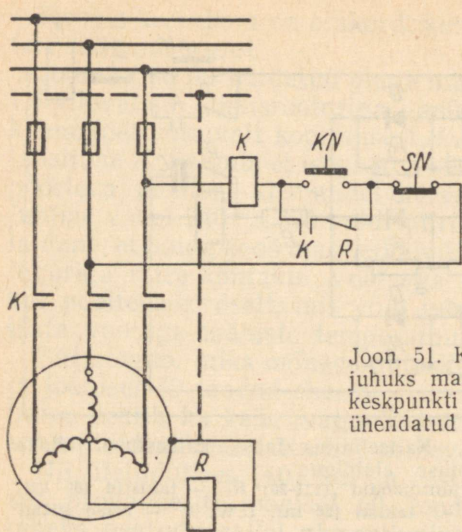 K
KN
SN
K
R
K
R
Joon. 51. K
juhuks ma
keskpunkti
ühendatud